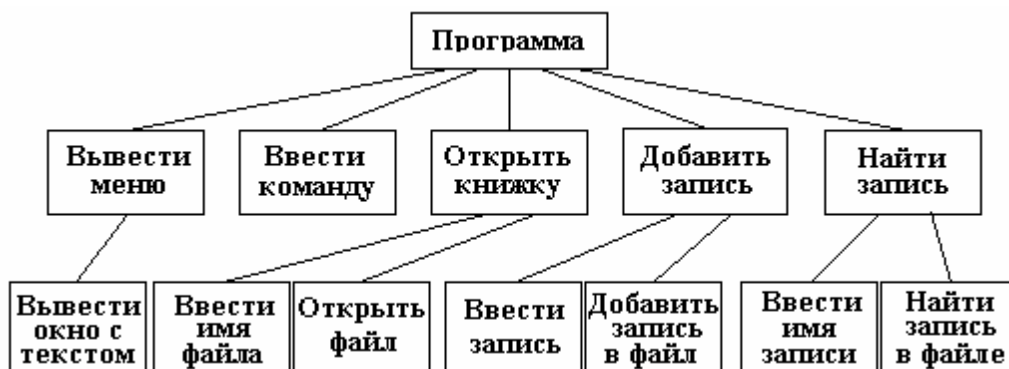 Программа
Вывести
меню
Ввести
команду
Открыть
книжку
Добавить
запись
Найти
запись
Вывести
окно с
текстом
Ввести
имя
файла
Открыть
файл
Ввести
запись
Добавить
запись
в файл
Ввести
имя
записи
Найти
запись
в файле